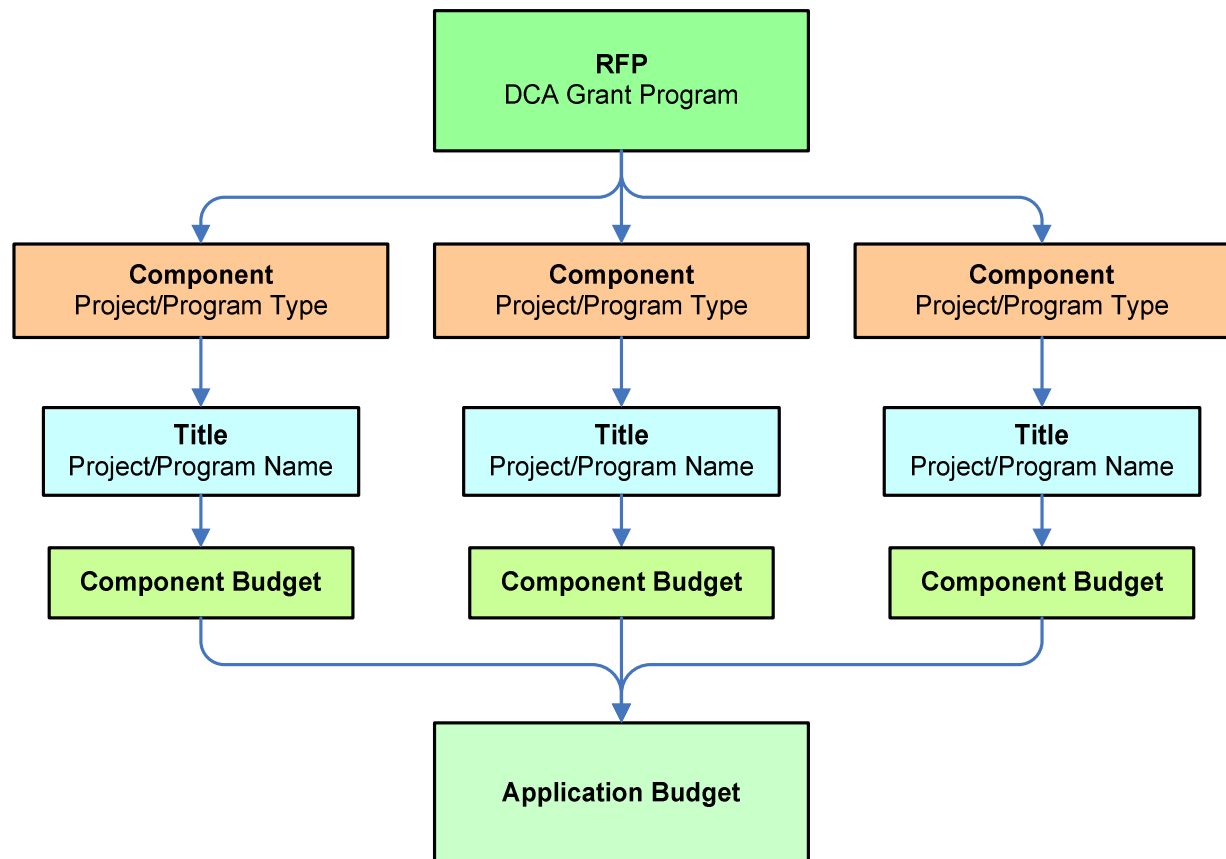 RFP
DCA Grant Program
Component
Project/Program Type
Component
Project/Program Type
Component
Project/Program Type
Title
Project/Program Name
Title
Project/Program Name
Title
Project/Program Name
Component Budget
Component Budget
Component Budget
Application Budget